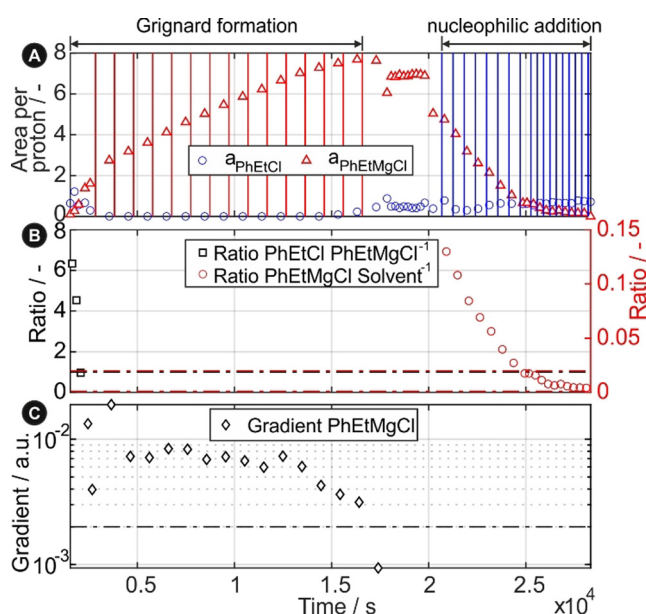 Grignard formation nucleophilic addition
A
8
6
4
2
0
Area per
proton / -
aPhEtCl aPhEtMgCl
B
8
6
4
2
0
Ratio / -
Ratio PhEtCl PhEtMgCl⁻¹
Ratio PhEtMgCl Solvent⁻¹
0.15
0.1
0.05
0
Ratio / -
C
10⁻²
10⁻³
Gradient / a.u.
Gradient PhEtMgCl
0.5 1 1.5 2 2.5
Time / s ×10⁴